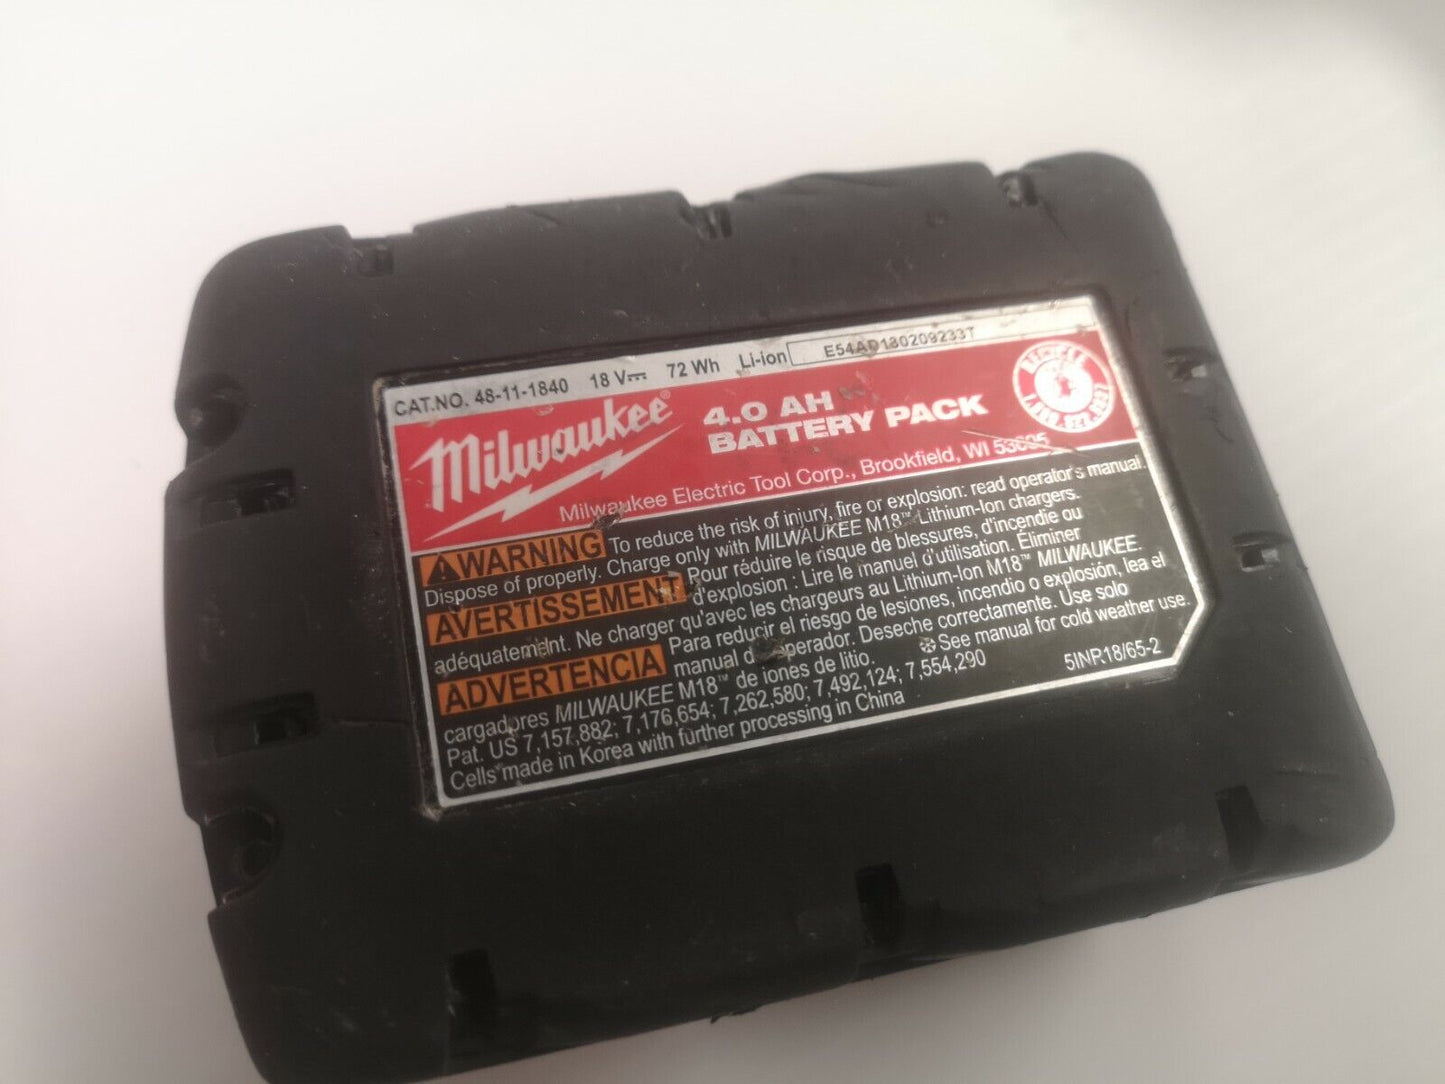 CAT.NO. 48-11-1840 18 V⎓ 72 Wh Li-ion E54AD180209233T
Milwaukee®
4.0 AH
BATTERY PACK
Milwaukee Electric Tool Corp., Brookfield, WI 53005
WARNING To reduce the risk of injury, fire or explosion: read operator's manual.
Dispose of properly. Charge only with MILWAUKEE M18™ Lithium-Ion chargers.
AVERTISSEMENT Pour réduire le risque de blessures, d'incendie ou
d'explosion : Lire le manuel d'utilisation. Éliminer
adéquatement. Ne charger qu'avec les chargeurs au Lithium-Ion M18™ MILWAUKEE.
ADVERTENCIA Para reducir el riesgo de lesiones, incendio o explosión, lea el
manual del operador. Deseche correctamente. Use solo
cargadores MILWAUKEE M18™ de iones de litio. See manual for cold weather use.
Pat. US 7,157,882; 7,176,654; 7,262,580; 7,492,124; 7,554,290 5INR18/65-2
Cells made in Korea with further processing in China